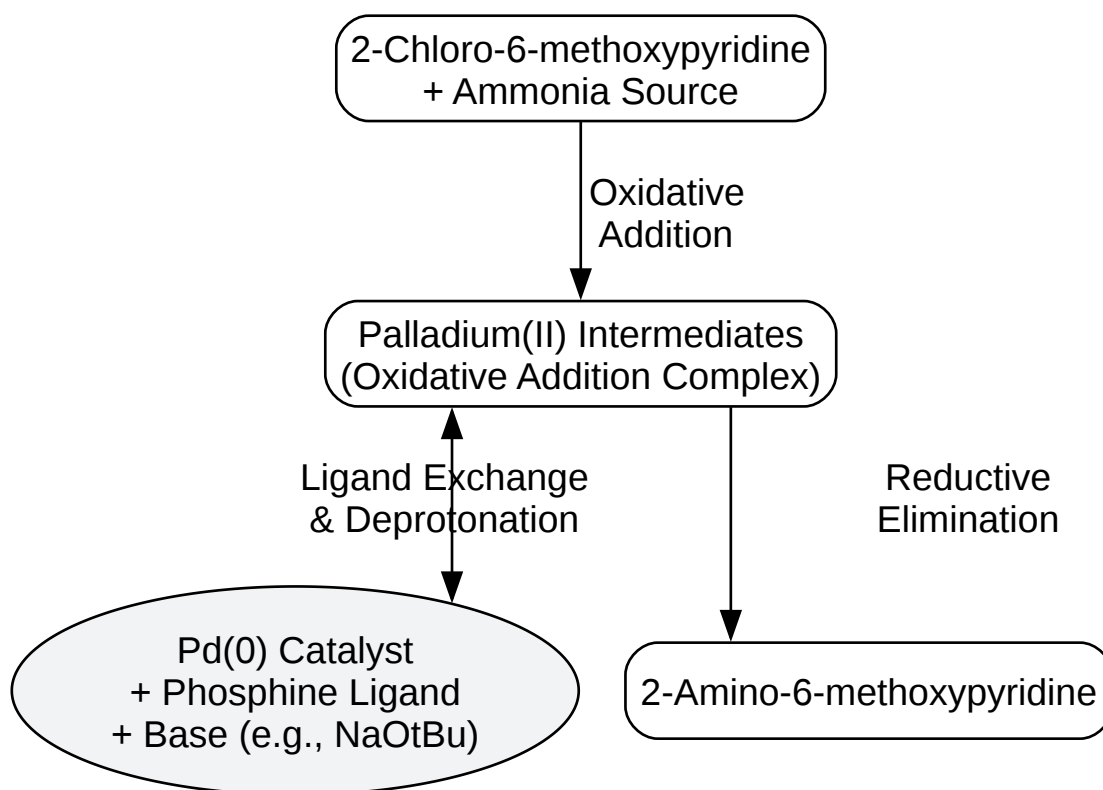 2-Chloro-6-methoxypyridine
+ Ammonia Source
Oxidative
Addition
Palladium(II) Intermediates
(Oxidative Addition Complex)
Ligand Exchange
& Deprotonation
Reductive
Elimination
Pd(0) Catalyst
+ Phosphine Ligand
+ Base (e.g., NaOtBu)
2-Amino-6-methoxypyridine